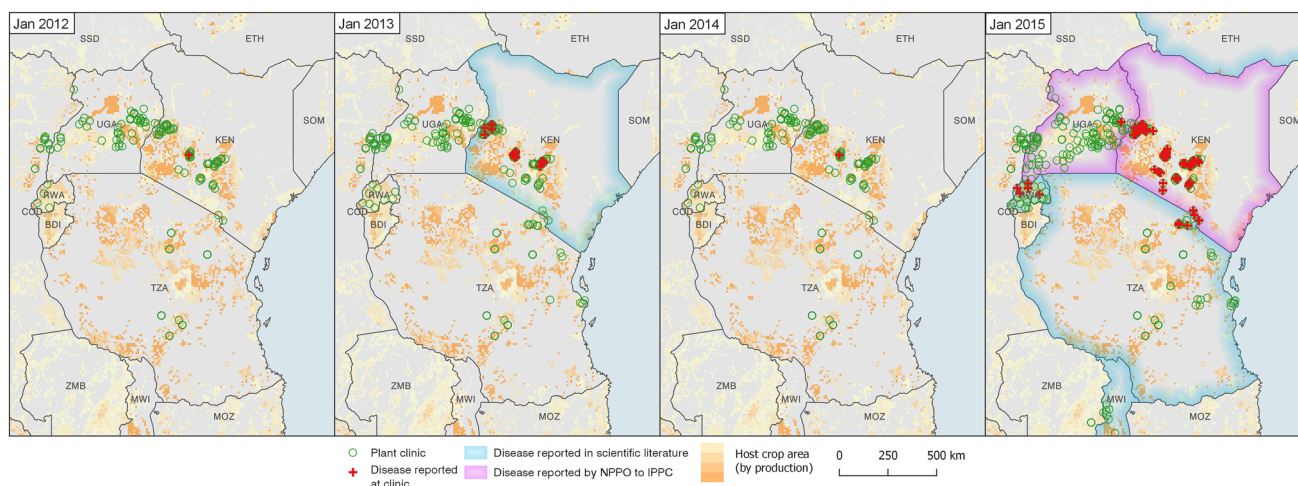 Jan 2012
SSD
ETH
UGA
KEN
SOM
RWA
COD
BDI
TZA
ZMB
MWI
MOZ
Jan 2013
SSD
ETH
UGA
KEN
SOM
RWA
COD
BDI
TZA
ZMB
MWI
MOZ
Jan 2014
SSD
ETH
UGA
KEN
SOM
RWA
COD
BDI
TZA
ZMB
MWI
MOZ
Jan 2015
SSD
ETH
UGA
KEN
SOM
COD
BDI
TZA
ZMB
MWI
MOZ
Plant clinic
Disease reported
at clinic
Disease reported in scientific literature
Disease reported by NPPO to IPPC
Host crop area
(by production)
0 250 500 km